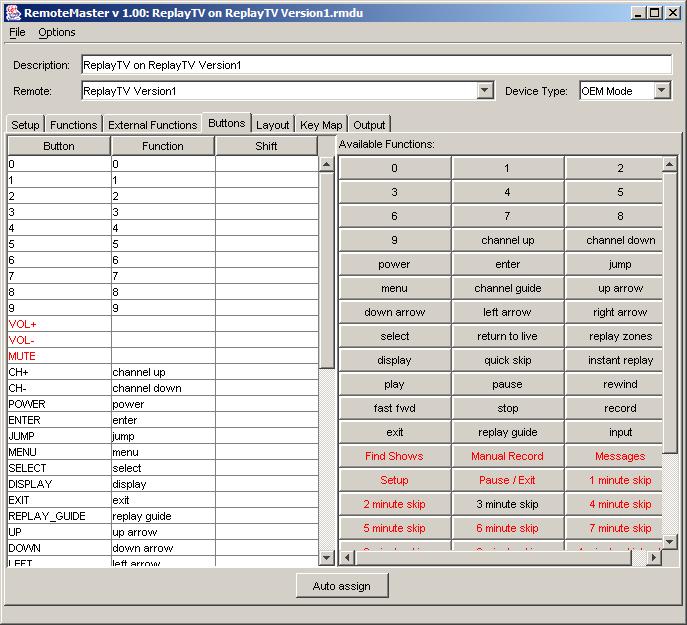 RemoteMaster v 1.00: ReplayTV on ReplayTV Version1.rmdu
File Options
Description: ReplayTV on ReplayTV Version1
Remote: ReplayTV Version1 Device Type: OEM Mode
Setup Functions External Functions Buttons Layout Key Map Output
Button Function Shift
0 0
1 1
2 2
3 3
4 4
5 5
6 6
7 7
8 8
9 9
VOL+
VOL-
MUTE
CH+ channel up
CH- channel down
POWER power
ENTER enter
JUMP jump
MENU menu
SELECT select
DISPLAY display
EXIT exit
REPLAY_GUIDE replay guide
UP up arrow
DOWN down arrow
LEFT left arrow
Available Functions:
0 1 2
3 4 5
6 7 8
9 channel up channel down
power enter jump
menu channel guide up arrow
down arrow left arrow right arrow
select return to live replay zones
display quick skip instant replay
play pause rewind
fast fwd stop record
exit replay guide input
Find Shows Manual Record Messages
Setup Pause / Exit 1 minute skip
2 minute skip 3 minute skip 4 minute skip
5 minute skip 6 minute skip 7 minute skip
Auto assign